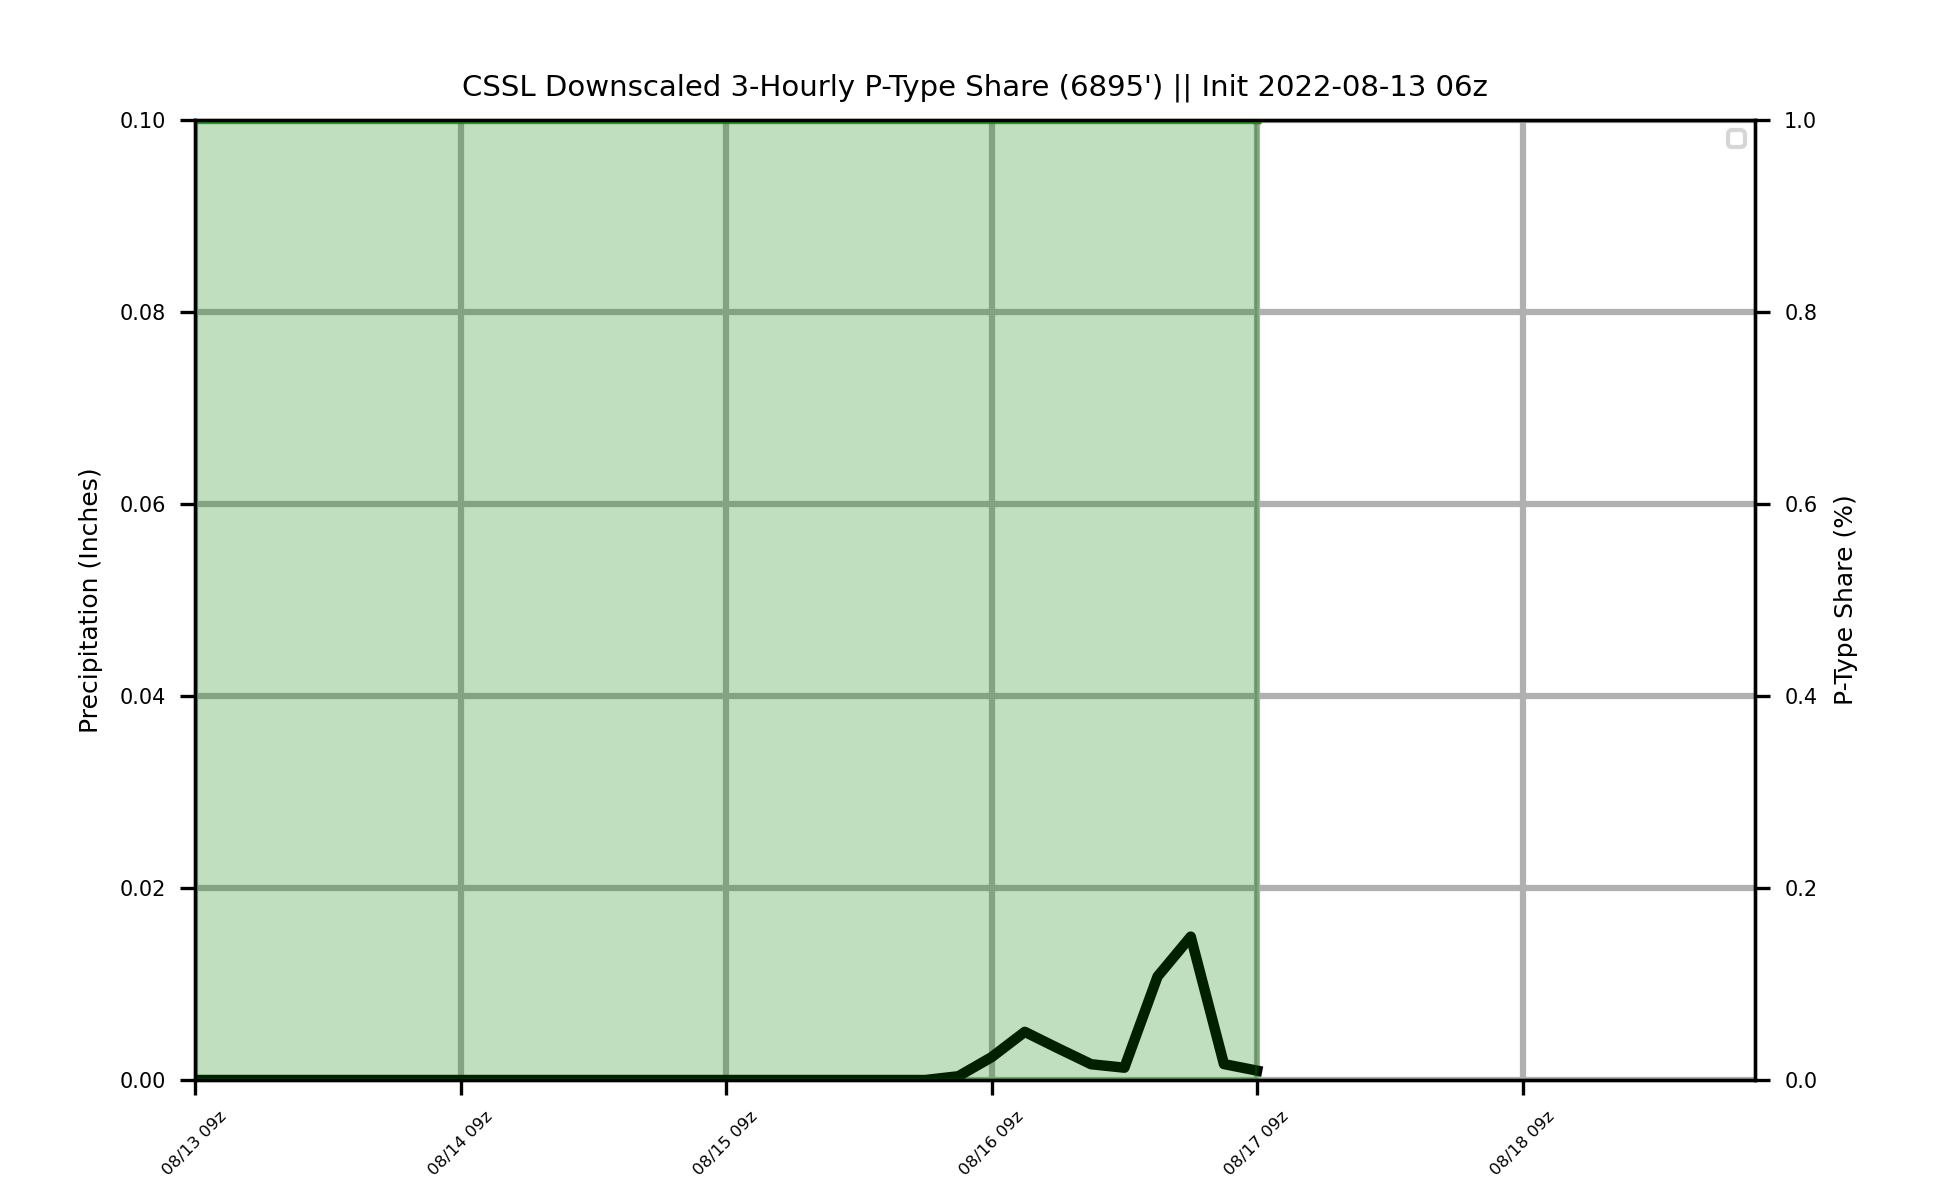 CSSL Downscaled 3-Hourly P-Type Share (6895') || Init 2022-08-13 06z
0.10
0.08
0.06
0.04
0.02
0.00
Precipitation (Inches)
1.0
0.8
0.6
0.4
0.2
0.0
P-Type Share (%)
08/13 09z
08/14 09z
08/15 09z
08/16 09z
08/17 09z
08/18 09z